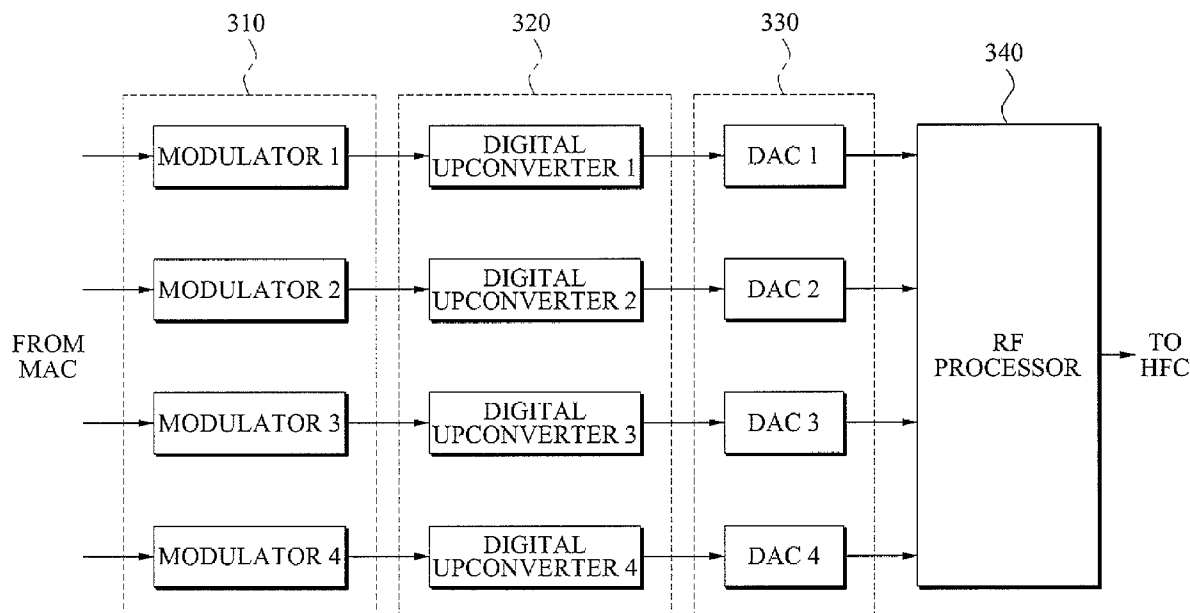 310
320
330
340
MODULATOR 1
DIGITAL
UPCONVERTER 1
DAC 1
MODULATOR 2
DIGITAL
UPCONVERTER 2
DAC 2
FROM
MAC
RF
PROCESSOR
TO
HFC
MODULATOR 3
DIGITAL
UPCONVERTER 3
DAC 3
MODULATOR 4
DIGITAL
UPCONVERTER 4
DAC 4